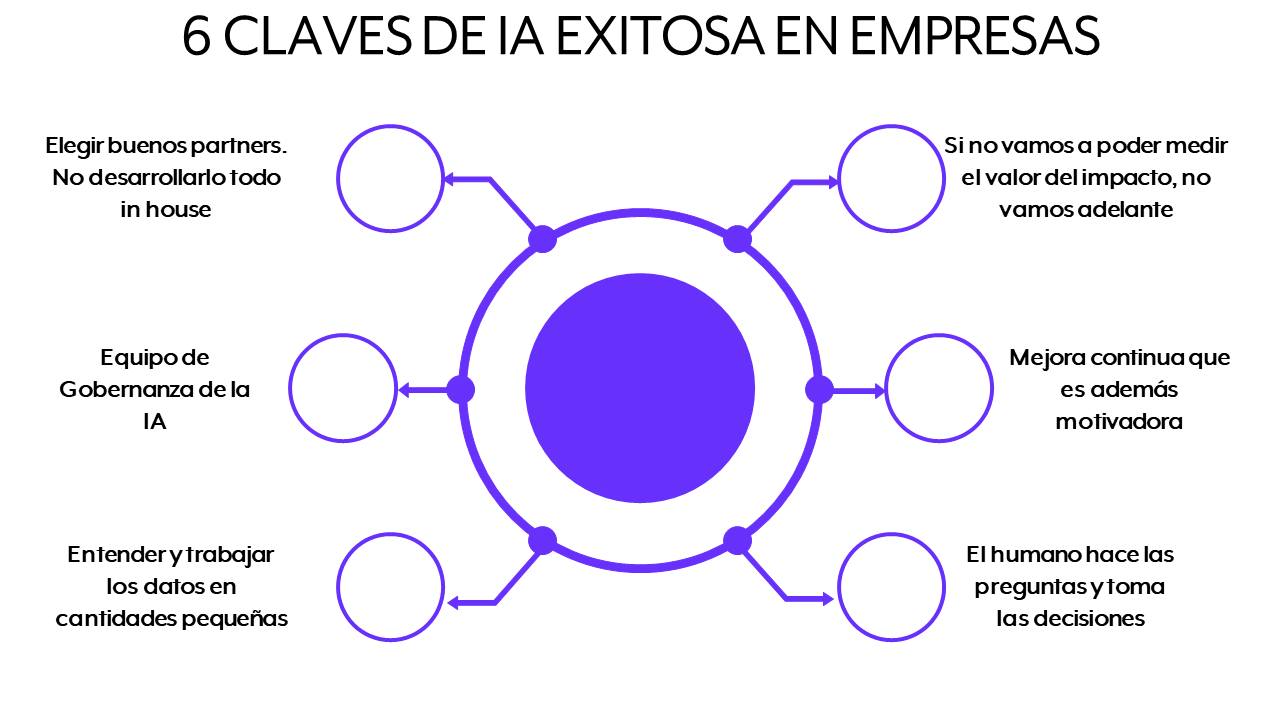 6 CLAVES DE IA EXITOSA EN EMPRESAS
Elegir buenos partners.
No desarrollarlo todo
in house
Si no vamos a poder medir
el valor del impacto, no
vamos adelante
Equipo de
Gobernanza de la
IA
Mejora continua que
es además
motivadora
Entender y trabajar
los datos en
cantidades pequeñas
El humano hace las
preguntas y toma
las decisiones